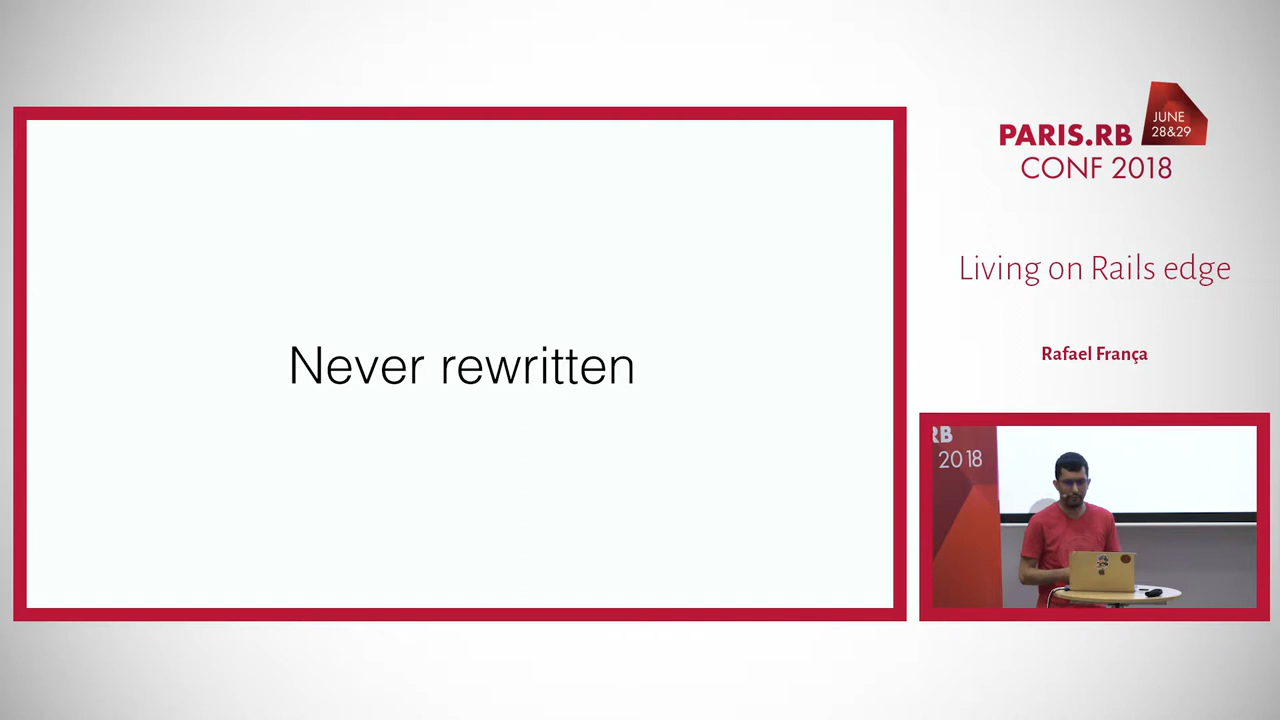 Never rewritten
PARIS.RB
JUNE
28&29
CONF 2018
Living on Rails edge
Rafael França
RB
2018